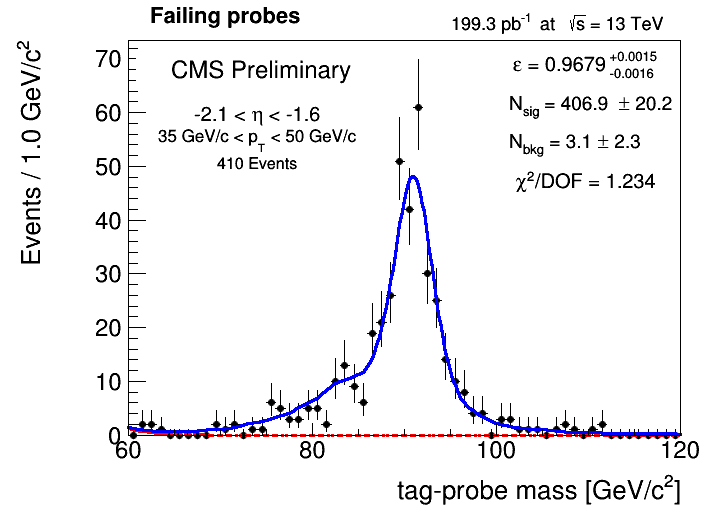 Failing probes
199.3 pb⁻¹ at √s = 13 TeV
CMS Preliminary
-2.1 < η < -1.6
35 GeV/c < p_T < 50 GeV/c
410 Events
ε = 0.9679 +0.0015 -0.0016
N_sig = 406.9 ± 20.2
N_bkg = 3.1 ± 2.3
χ²/DOF = 1.234
Events / 1.0 GeV/c²
70
60
50
40
30
20
10
0
60 80 100 120
tag-probe mass [GeV/c²]